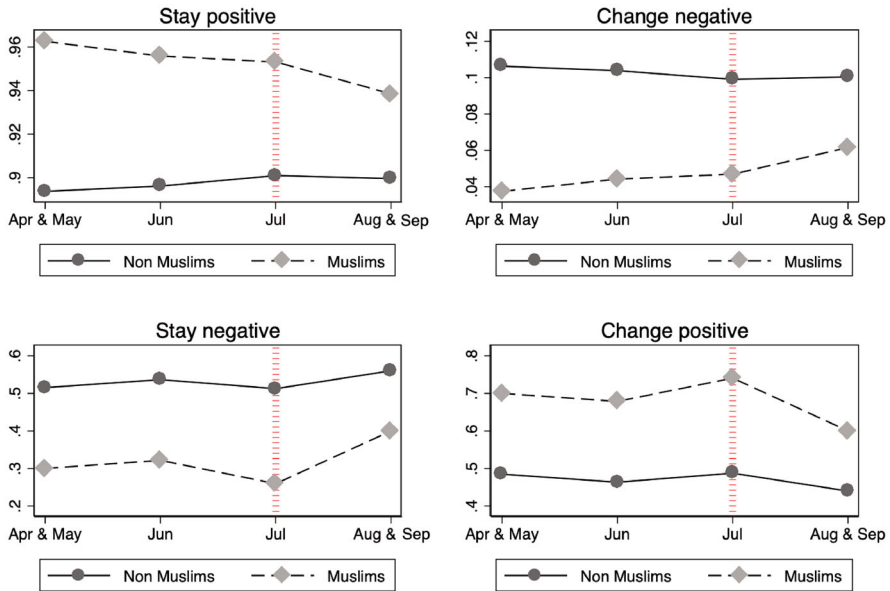 Stay positive
.96
.94
.92
.9
Apr & May Jun Jul Aug & Sep
Non Muslims Muslims
Change negative
.12
.1
.08
.06
.04
Apr & May Jun Jul Aug & Sep
Non Muslims Muslims
Stay negative
.6
.5
.4
.3
.2
Apr & May Jun Jul Aug & Sep
Non Muslims Muslims
Change positive
.8
.7
.6
.5
.4
Apr & May Jun Jul Aug & Sep
Non Muslims Muslims